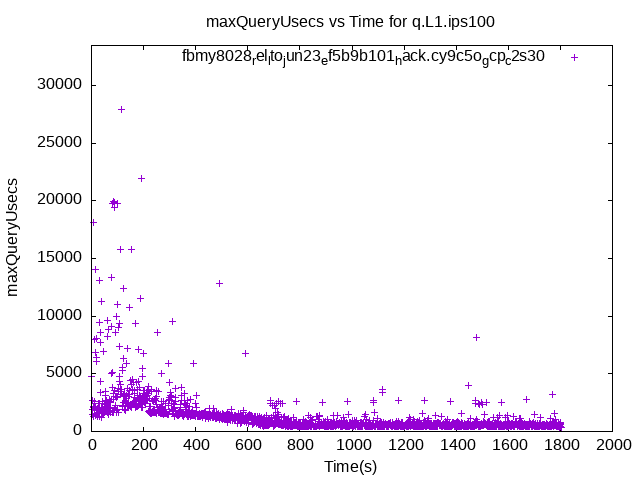 maxQueryUsecs vs Time for q.L1.ips100
fbmy8028relltojun23ef5b9b101hack.cy9c5ogcpc2s30
30000
25000
20000
15000
10000
5000
0
maxQueryUsecs
0 200 400 600 800 1000 1200 1400 1600 1800 2000
Time(s)